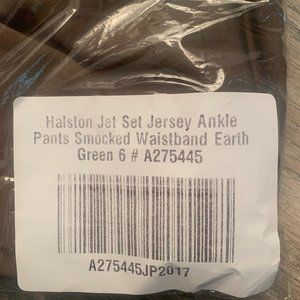 Halston Jet Set Jersey Ankle
Pants Smocked Waistband Earth
Green 6 # A275445
A275445JP2017